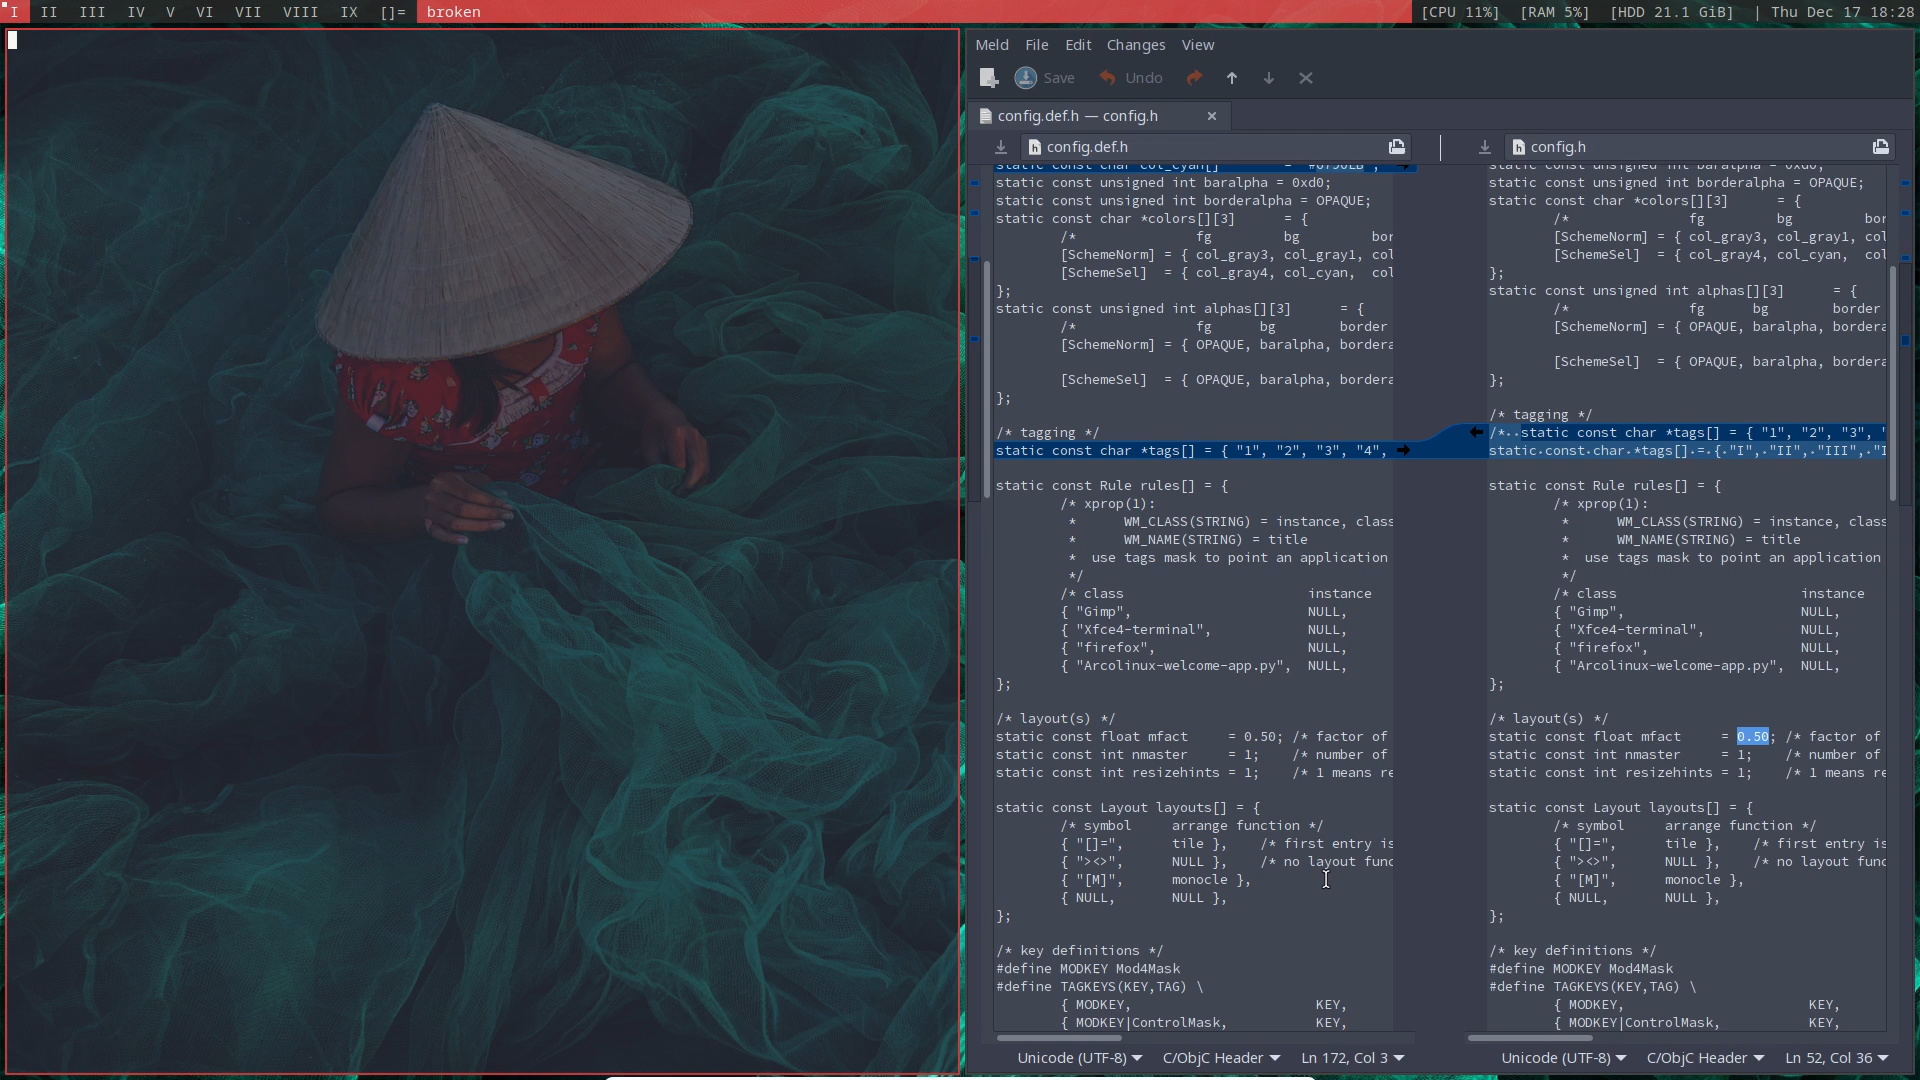 I II III IV V VI VII VIII IX []= broken [CPU 11%] [RAM 5%] [HDD 21.1 GiB] | Thu Dec 17 18:28
Meld File Edit Changes View
Save Undo
config.def.h — config.h
config.def.h
static const unsigned int baralpha = 0xd0;
static const unsigned int borderalpha = OPAQUE;
static const char *colors[][3] = {
/* fg bg bor
[SchemeNorm] = { col_gray3, col_gray1, col
[SchemeSel] = { col_gray4, col_cyan, col
};
static const unsigned int alphas[][3] = {
/* fg bg border
[SchemeNorm] = { OPAQUE, baralpha, bordera
[SchemeSel] = { OPAQUE, baralpha, bordera
};
/* tagging */
static const char *tags[] = { "1", "2", "3", "4",
static const Rule rules[] = {
/* xprop(1):
* WM_CLASS(STRING) = instance, class
* WM_NAME(STRING) = title
* use tags mask to point an application
*/
/* class instance
{ "Gimp", NULL,
{ "Xfce4-terminal", NULL,
{ "firefox", NULL,
{ "Arcolinux-welcome-app.py", NULL,
};
/* layout(s) */
static const float mfact = 0.50; /* factor of
static const int nmaster = 1; /* number of
static const int resizehints = 1; /* 1 means re
static const Layout layouts[] = {
/* symbol arrange function */
{ "[]=", tile }, /* first entry is
{ "><>", NULL }, /* no layout func
{ "[M]", monocle },
{ NULL, NULL },
};
/* key definitions */
#define MODKEY Mod4Mask
#define TAGKEYS(KEY,TAG) \
{ MODKEY, KEY,
{ MODKEY|ControlMask, KEY,
Unicode (UTF-8) C/ObjC Header Ln 172, Col 3
config.h
static const unsigned int baralpha = 0xd0;
static const unsigned int borderalpha = OPAQUE;
static const char *colors[][3] = {
/* fg bg bor
[SchemeNorm] = { col_gray3, col_gray1, col
[SchemeSel] = { col_gray4, col_cyan, col
};
static const unsigned int alphas[][3] = {
/* fg bg border
[SchemeNorm] = { OPAQUE, baralpha, bordera
[SchemeSel] = { OPAQUE, baralpha, bordera
};
/* tagging */
/*..static const char *tags[] = { "1", "2", "3", "
static·const·char·*tags[]·=·{·"I",·"II",·"III",·"I
static const Rule rules[] = {
/* xprop(1):
* WM_CLASS(STRING) = instance, class
* WM_NAME(STRING) = title
* use tags mask to point an application
*/
/* class instance
{ "Gimp", NULL,
{ "Xfce4-terminal", NULL,
{ "firefox", NULL,
{ "Arcolinux-welcome-app.py", NULL,
};
/* layout(s) */
static const float mfact = 0.50; /* factor of
static const int nmaster = 1; /* number of
static const int resizehints = 1; /* 1 means re
static const Layout layouts[] = {
/* symbol arrange function */
{ "[]=", tile }, /* first entry is
{ "><>", NULL }, /* no layout func
{ "[M]", monocle },
{ NULL, NULL },
};
/* key definitions */
#define MODKEY Mod4Mask
#define TAGKEYS(KEY,TAG) \
{ MODKEY, KEY,
{ MODKEY|ControlMask, KEY,
Unicode (UTF-8) C/ObjC Header Ln 52, Col 36